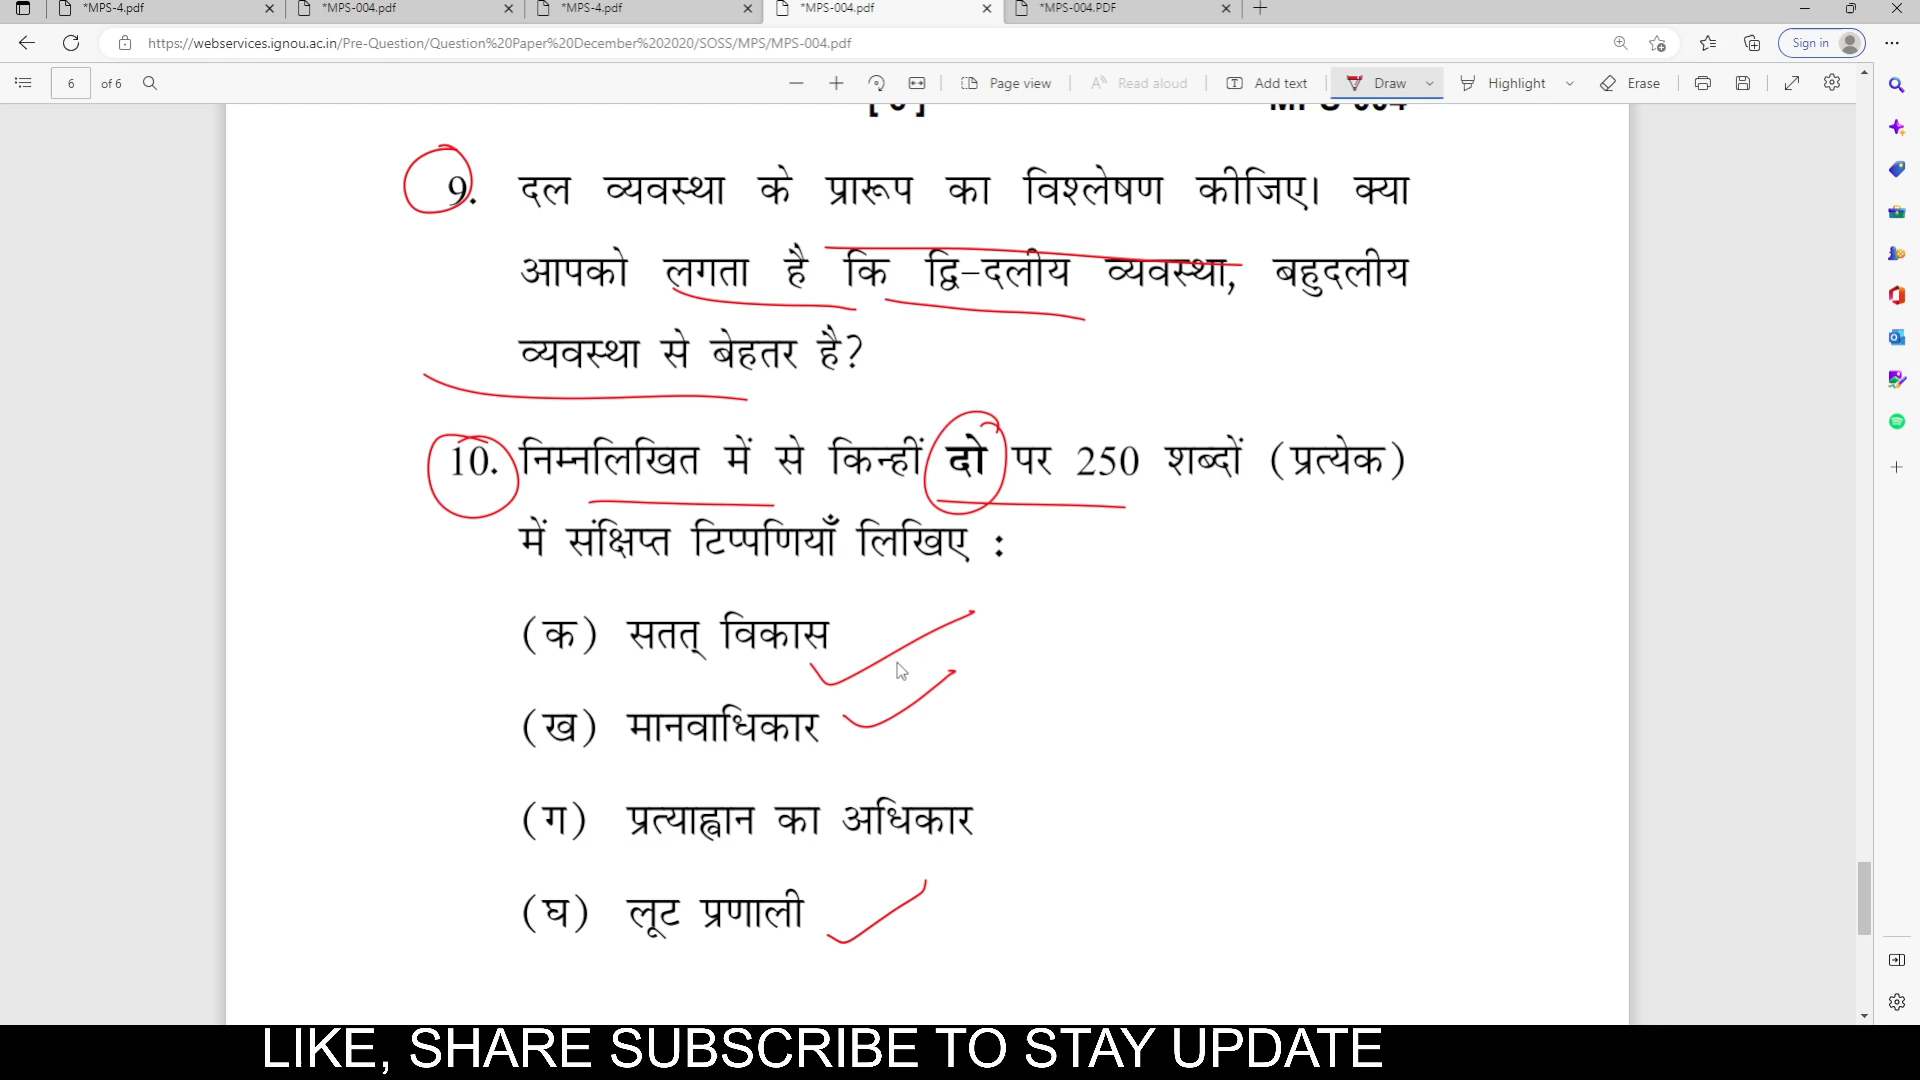 *MPS-4.pdf
*MPS-004.pdf
*MPS-4.pdf
*MPS-004.pdf
*MPS-004.PDF
https://webservices.ignou.ac.in/Pre-Question/Question%20Paper%20December%202020/SOSS/MPS/MPS-004.pdf
Sign in
6 of 6
Page view
Read aloud
Add text
Draw
Highlight
Erase
9. दल व्यवस्था के प्रारूप का विश्लेषण कीजिए। क्या
आपको लगता है कि द्वि-दलीय व्यवस्था, बहुदलीय
व्यवस्था से बेहतर है?
10. निम्नलिखित में से किन्हीं दो पर 250 शब्दों (प्रत्येक)
में संक्षिप्त टिप्पणियाँ लिखिए :
(क) सतत् विकास
(ख) मानवाधिकार
(ग) प्रत्याह्वान का अधिकार
(घ) लूट प्रणाली
LIKE, SHARE SUBSCRIBE TO STAY UPDATE